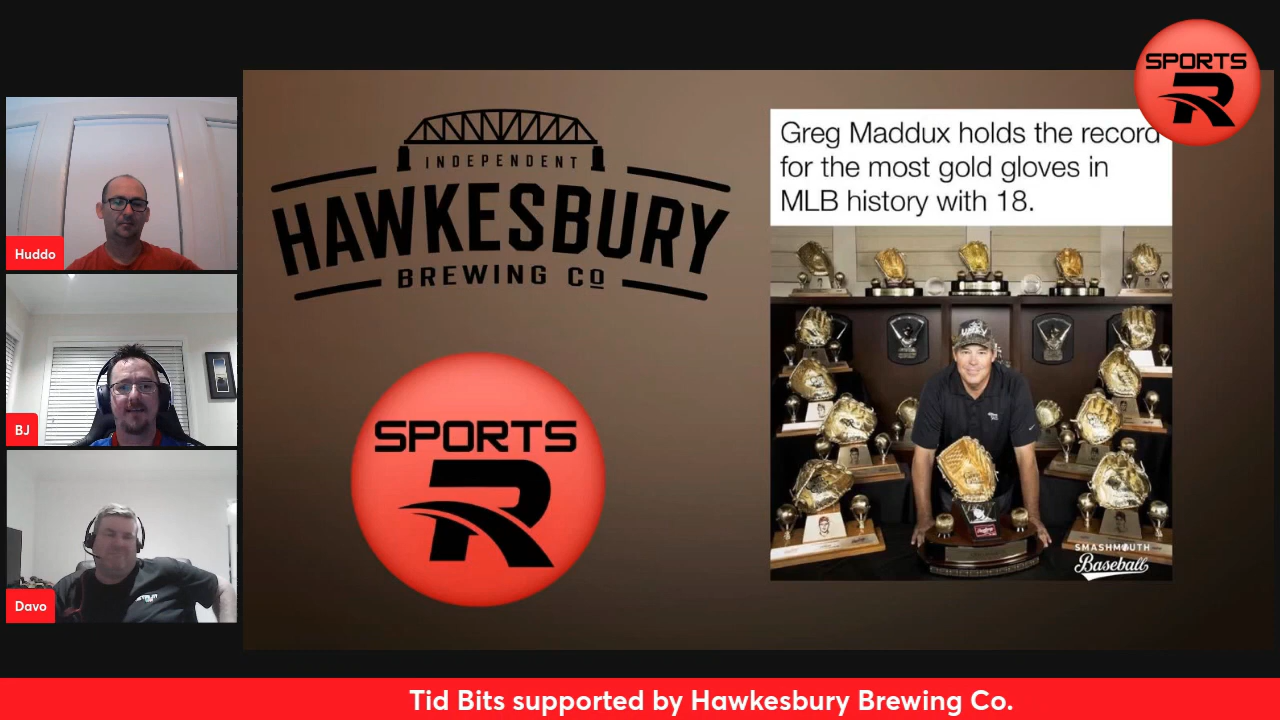 SPORTS
R
INDEPENDENT
HAWKESBURY
BREWING CO
Greg Maddux holds the record
for the most gold gloves in
MLB history with 18.
Huddo
BJ
Davo
SPORTS
R
SMASHMOUTH
Baseball
Tid Bits supported by Hawkesbury Brewing Co.